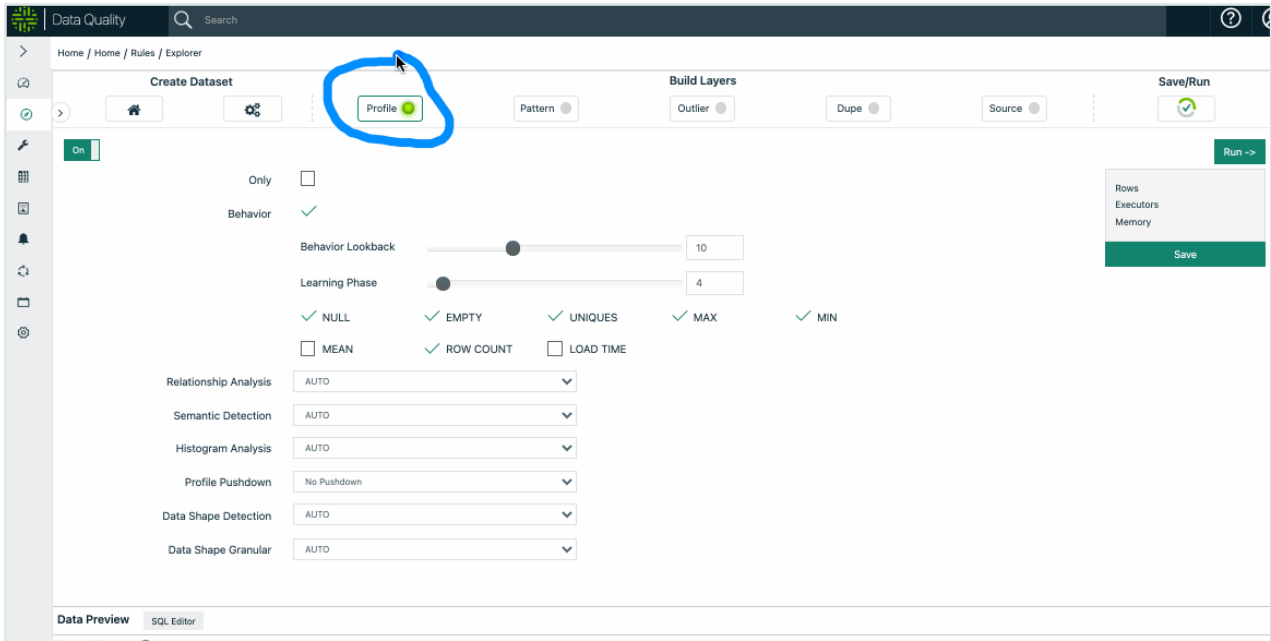 Data Quality Search
Home / Home / Rules / Explorer
Create Dataset Build Layers Save/Run
Profile Pattern Outlier Dupe Source
On Run ->
Only
Behavior
Behavior Lookback 10
Learning Phase 4
NULL EMPTY UNIQUES MAX MIN
MEAN ROW COUNT LOAD TIME
Relationship Analysis AUTO
Semantic Detection AUTO
Histogram Analysis AUTO
Profile Pushdown No Pushdown
Data Shape Detection AUTO
Data Shape Granular AUTO
Rows
Executors
Memory
Save
Data Preview SQL Editor